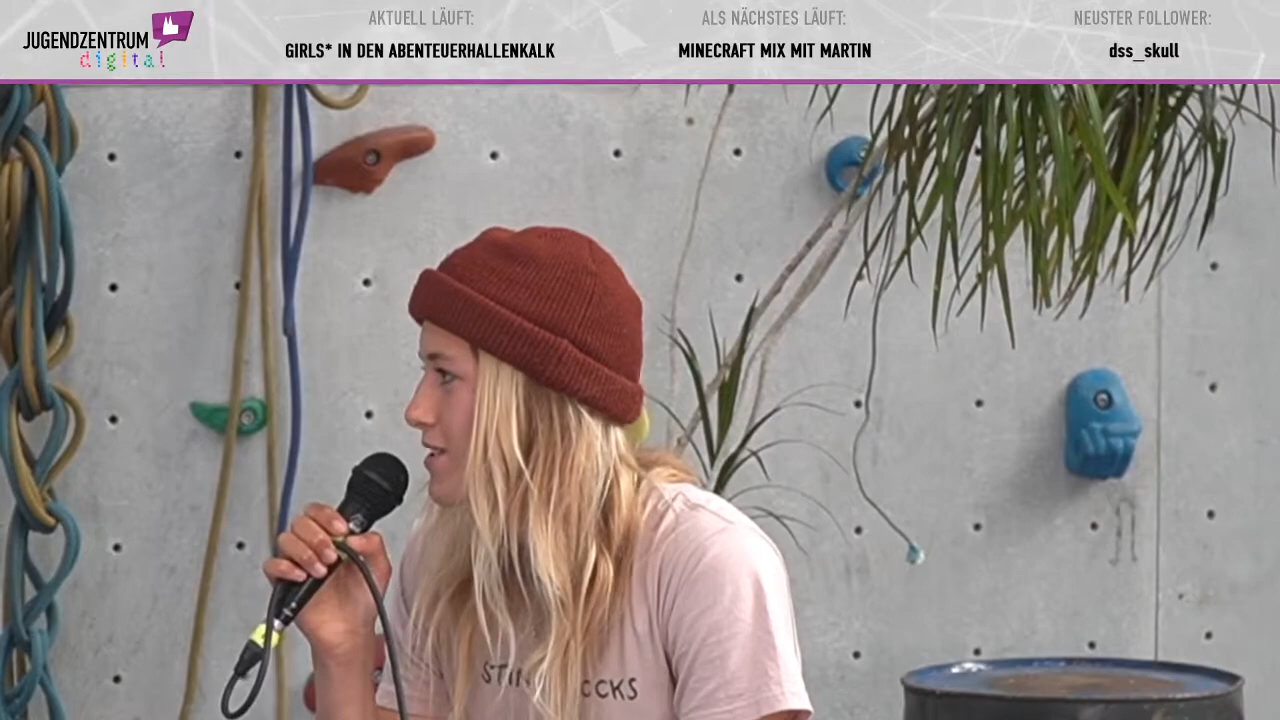 JUGENDZENTRUM
digital
AKTUELL LÄUFT:
GIRLS* IN DEN ABENTEUERHALLENKALK
ALS NÄCHSTES LÄUFT:
MINECRAFT MIX MIT MARTIN
NEUSTER FOLLOWER:
dss_skull